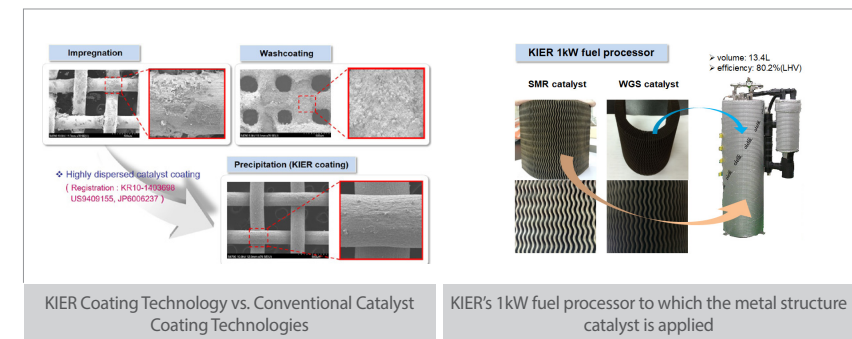 Impregnation
Washcoating
❖ Highly dispersed catalyst coating
( Registration : KR10-1493698
US9409155, JP6006237 )
Precipitation (KIER coating)
KIER 1kW fuel processor
➢ volume: 13.4L
➢ efficiency: 80.2%(LHV)
SMR catalyst
WGS catalyst
KIER Coating Technology vs. Conventional Catalyst
Coating Technologies
KIER's 1kW fuel processor to which the metal structure
catalyst is applied